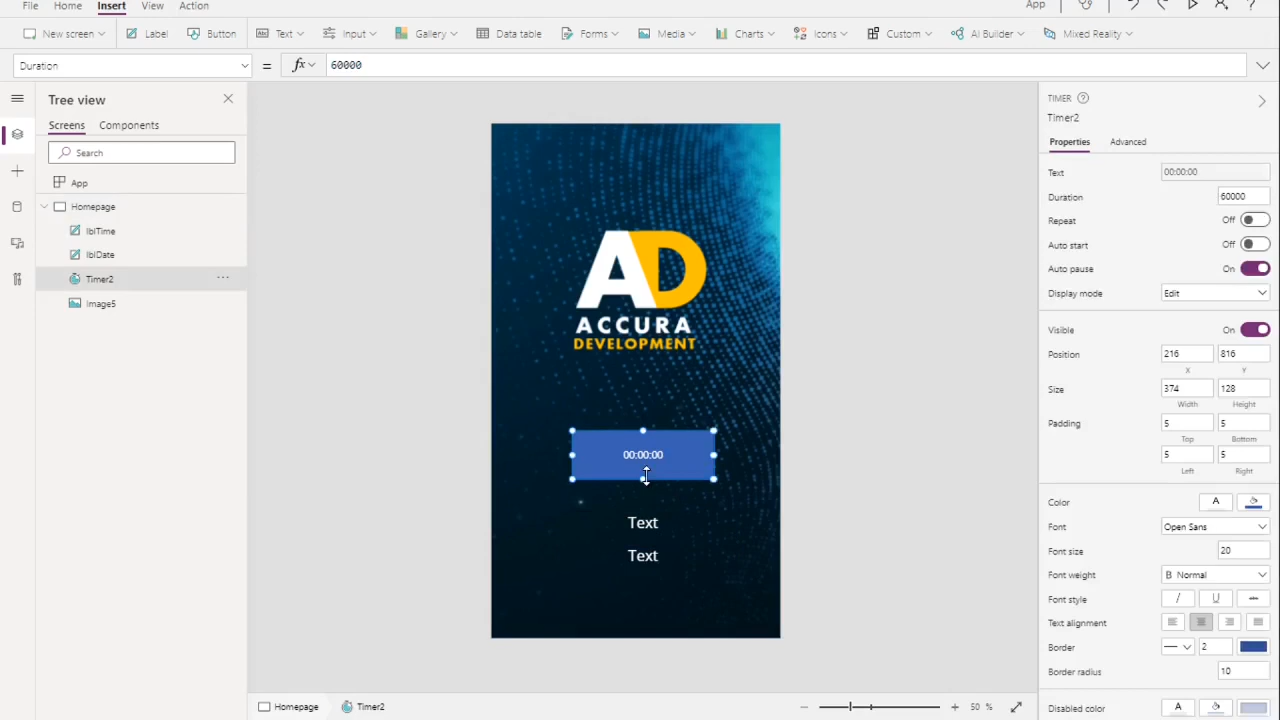 File Home Insert View Action App
New screen Label Button Text Input Gallery Data table Forms Media Charts Icons Custom AI Builder Mixed Reality
Duration = fx 60000
Tree view
Screens Components
Search
App
Homepage
lblTime
lblDate
Timer2
Image5
AD
ACCURA
DEVELOPMENT
00:00:00
Text
Text
TIMER
Timer2
Properties Advanced
Text 00:00:00
Duration 60000
Repeat Off
Auto start Off
Auto pause On
Display mode Edit
Visible On
Position 216 816
X Y
Size 374 128
Width Height
Padding 5 5
Top Bottom
5 5
Left Right
Color A
Font Open Sans
Font size 20
Font weight B Normal
Font style / U abc
Text alignment
Border 2
Border radius 10
Disabled color A
Homepage Timer2 50 %